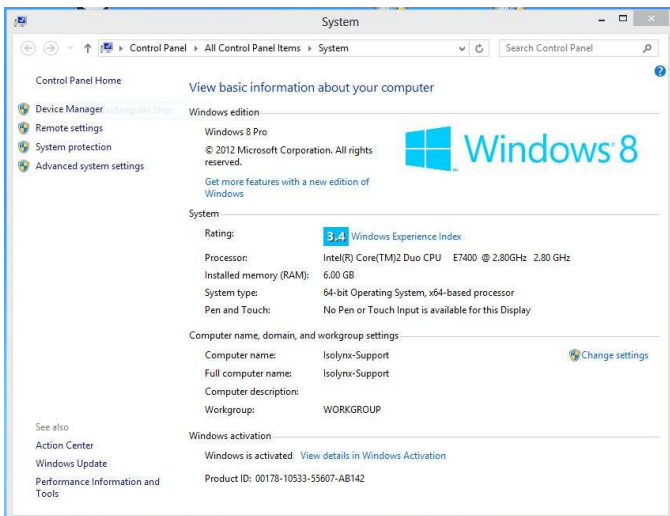 System
Control Panel ▸ All Control Panel Items ▸ System
Search Control Panel
Control Panel Home
Device Manager
Remote settings
System protection
Advanced system settings
View basic information about your computer
Windows edition
Windows 8 Pro
© 2012 Microsoft Corporation. All rights
reserved.
Get more features with a new edition of
Windows
Windows 8
System
Rating: 3.4 Windows Experience Index
Processor: Intel(R) Core(TM)2 Duo CPU E7400 @ 2.80GHz 2.80 GHz
Installed memory (RAM): 6.00 GB
System type: 64-bit Operating System, x64-based processor
Pen and Touch: No Pen or Touch Input is available for this Display
Computer name, domain, and workgroup settings
Computer name: Isolynx-Support
Change settings
Full computer name: Isolynx-Support
Computer description:
Workgroup: WORKGROUP
Windows activation
Windows is activated View details in Windows Activation
Product ID: 00178-10533-55607-AB142
See also
Action Center
Windows Update
Performance Information and
Tools